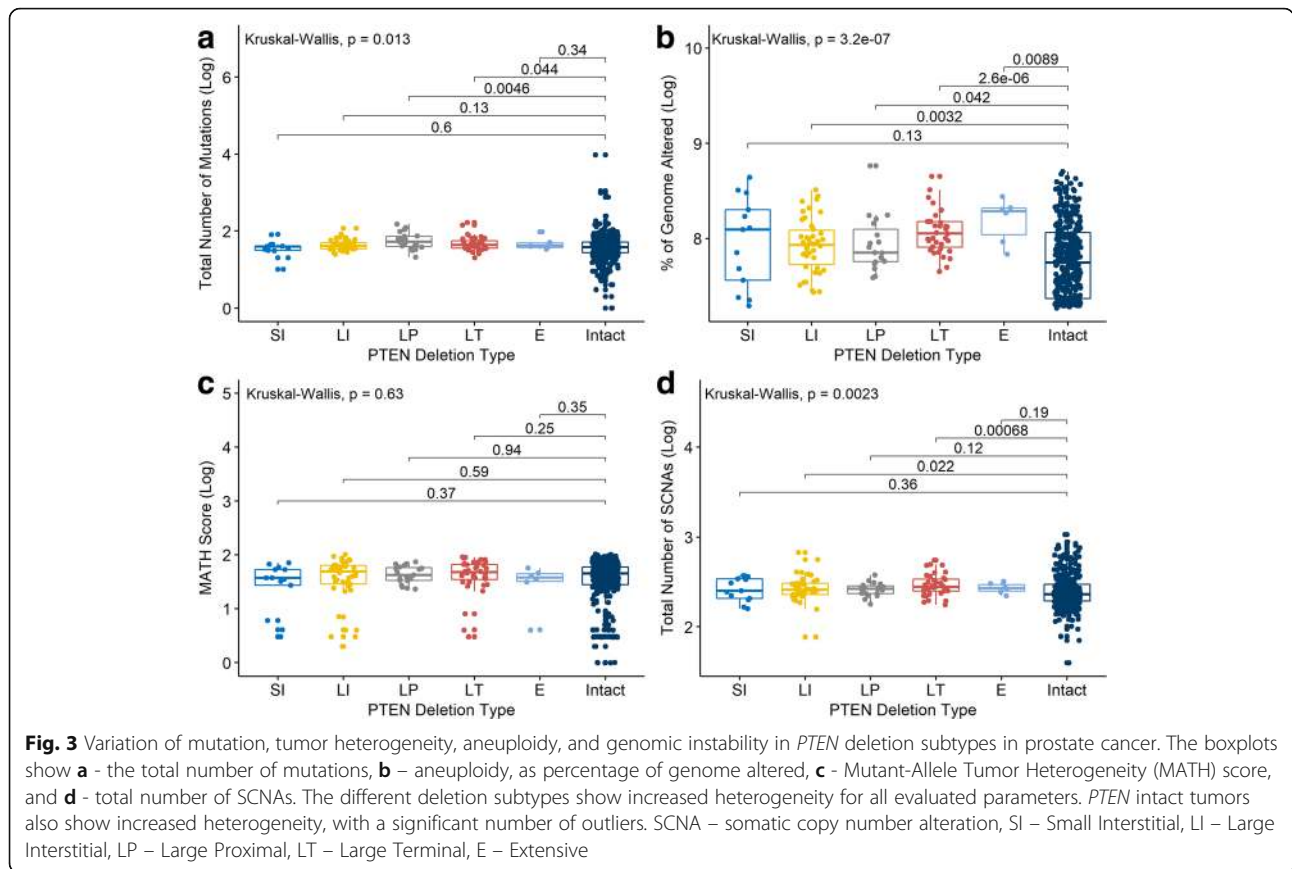 a
Kruskal-Wallis, p = 0.013
0.34
0.044
0.0046
0.13
0.6
Total Number of Mutations (Log)
6
4
2
0
SI LI LP LT E Intact
PTEN Deletion Type
b
Kruskal-Wallis, p = 3.2e-07
0.0089
2.6e-06
0.042
0.0032
0.13
% of Genome Altered (Log)
10
9
8
SI LI LP LT E Intact
PTEN Deletion Type
c
Kruskal-Wallis, p = 0.63
0.35
0.25
0.94
0.59
0.37
MATH Score (Log)
5
4
3
2
1
0
SI LI LP LT E Intact
PTEN Deletion Type
d
Kruskal-Wallis, p = 0.0023
0.19
0.00068
0.12
0.022
0.36
Total Number of SCNAs (Log)
4
3
2
SI LI LP LT E Intact
PTEN Deletion Type
Fig. 3 Variation of mutation, tumor heterogeneity, aneuploidy, and genomic instability in PTEN deletion subtypes in prostate cancer. The boxplots
show a - the total number of mutations, b – aneuploidy, as percentage of genome altered, c - Mutant-Allele Tumor Heterogeneity (MATH) score,
and d - total number of SCNAs. The different deletion subtypes show increased heterogeneity for all evaluated parameters. PTEN intact tumors
also show increased heterogeneity, with a significant number of outliers. SCNA – somatic copy number alteration, SI – Small Interstitial, LI – Large
Interstitial, LP – Large Proximal, LT – Large Terminal, E – Extensive